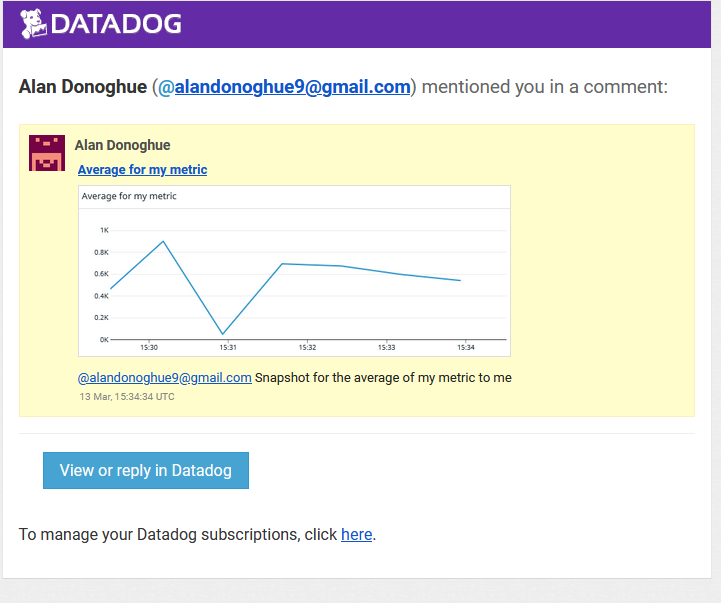 DATADOG
Alan Donoghue (@alandonoghue9@gmail.com) mentioned you in a comment:
Alan Donoghue
Average for my metric
Average for my metric
1K
0.8K
0.6K
0.4K
0.2K
0K
15:30 15:31 15:32 15:33 15:34
@alandonoghue9@gmail.com Snapshot for the average of my metric to me
13 Mar, 15:34:34 UTC
View or reply in Datadog
To manage your Datadog subscriptions, click here.